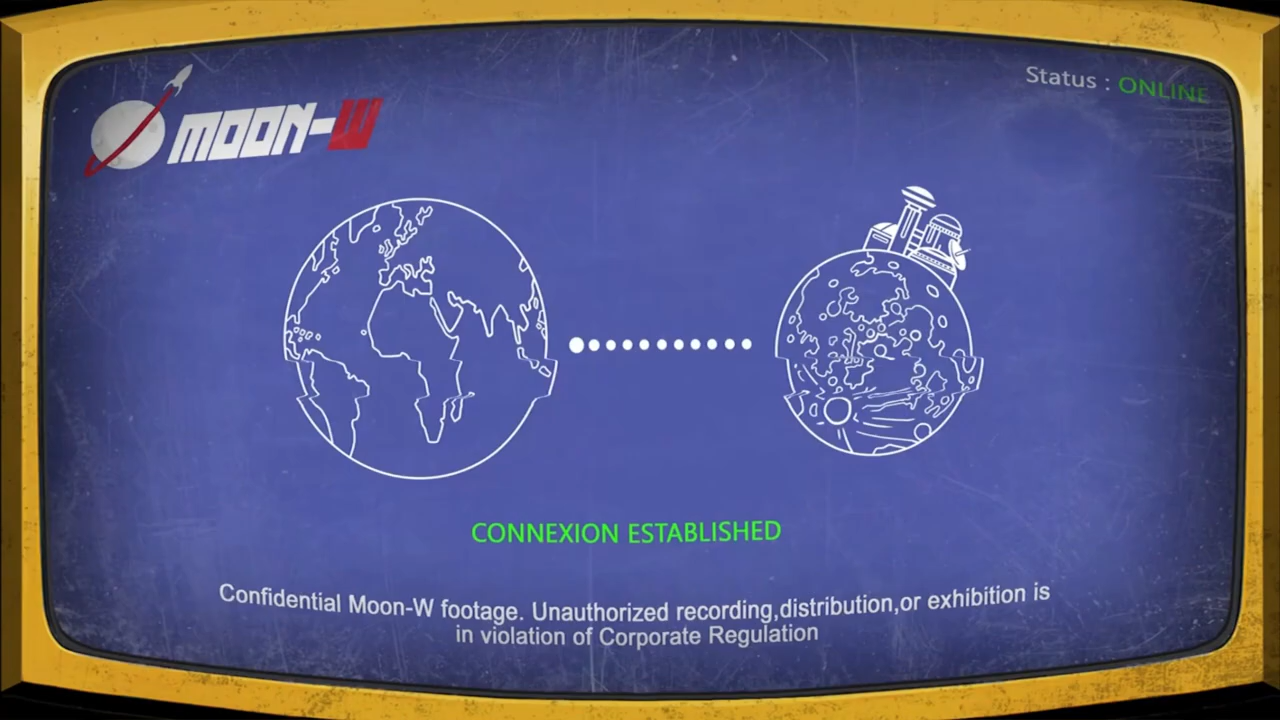 Status : ONLINE
MOON-W
CONNEXION ESTABLISHED
Confidential Moon-W footage. Unauthorized recording,distribution,or exhibition is
in violation of Corporate Regulation